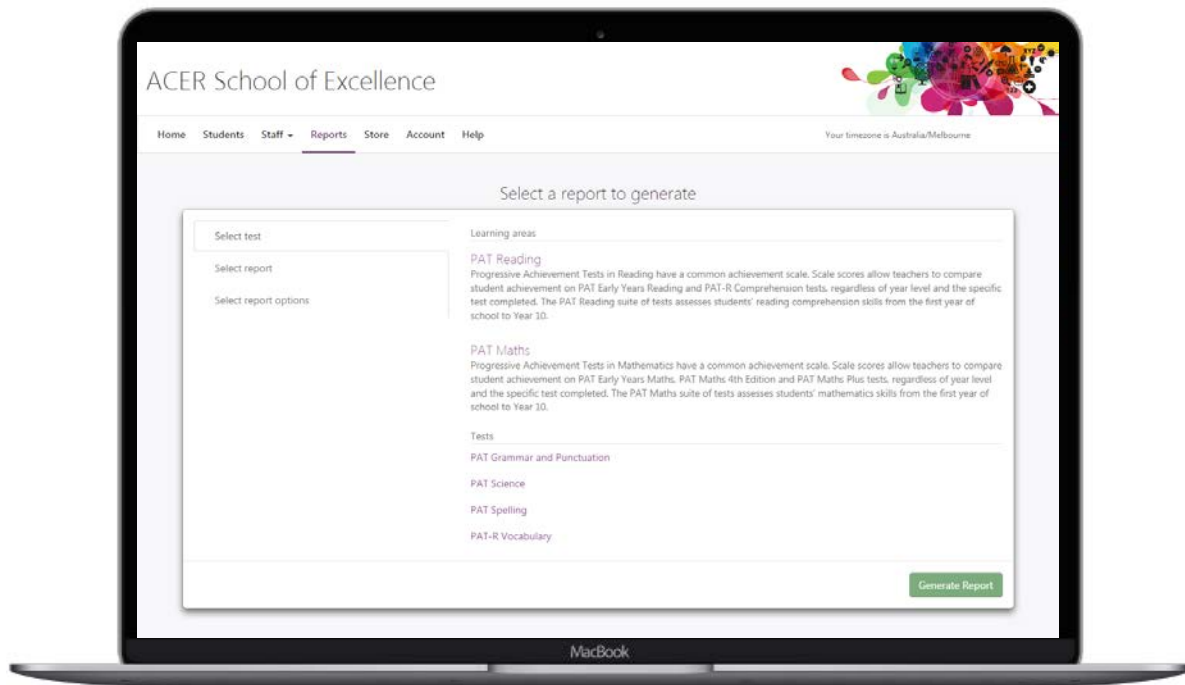 ACER School of Excellence
Home Students Staff Reports Store Account Help
Your timezone is Australia/Melbourne
Select a report to generate
Select test
Select report
Select report options
Learning areas
PAT Reading
Progressive Achievement Tests in Reading have a common achievement scale. Scale scores allow teachers to compare
student achievement on PAT Early Years Reading and PAT-R Comprehension tests, regardless of year level and the specific
test completed. The PAT Reading suite of tests assesses students' reading comprehension skills from the first year of
school to Year 10.
PAT Maths
Progressive Achievement Tests in Mathematics have a common achievement scale. Scale scores allow teachers to compare
student achievement on PAT Early Years Maths, PAT Maths 4th Edition and PAT Maths Plus tests, regardless of year level
and the specific test completed. The PAT Maths suite of tests assesses students' mathematics skills from the first year of
school to Year 10.
Tests
PAT Grammar and Punctuation
PAT Science
PAT Spelling
PAT-R Vocabulary
Generate Report
MacBook